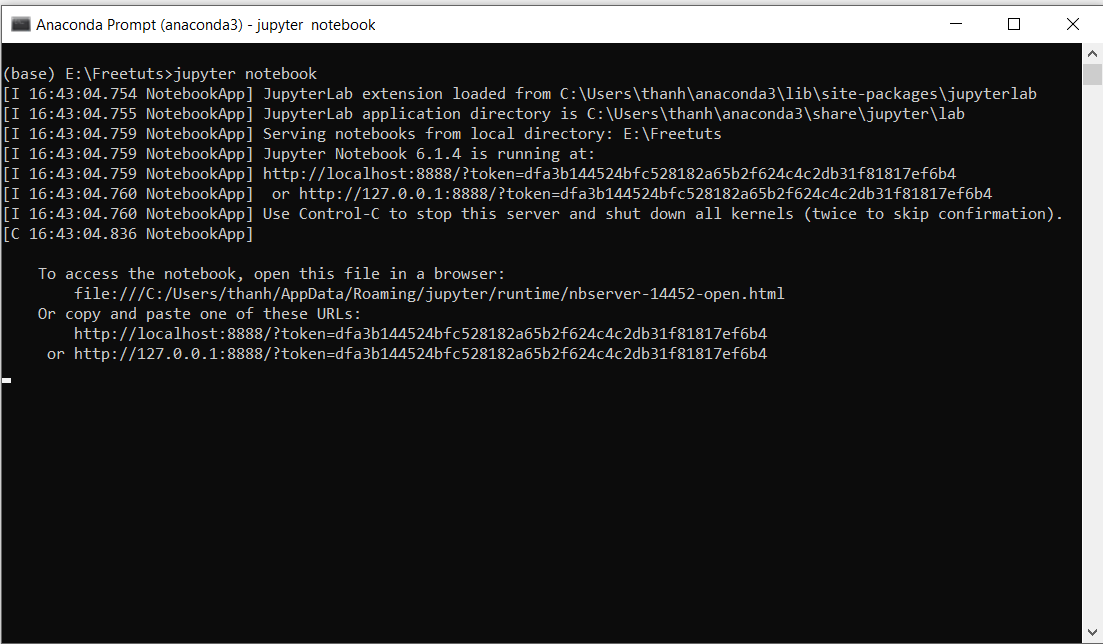 Anaconda Prompt (anaconda3) - jupyter  notebook
(base) E:\Freetuts>jupyter notebook
[I 16:43:04.754 NotebookApp] JupyterLab extension loaded from C:\Users\thanh\anaconda3\lib\site-packages\jupyterlab
[I 16:43:04.755 NotebookApp] JupyterLab application directory is C:\Users\thanh\anaconda3\share\jupyter\lab
[I 16:43:04.759 NotebookApp] Serving notebooks from local directory: E:\Freetuts
[I 16:43:04.759 NotebookApp] Jupyter Notebook 6.1.4 is running at:
[I 16:43:04.759 NotebookApp] http://localhost:8888/?token=dfa3b144524bfc528182a65b2f624c4c2db31f81817ef6b4
[I 16:43:04.760 NotebookApp]  or http://127.0.0.1:8888/?token=dfa3b144524bfc528182a65b2f624c4c2db31f81817ef6b4
[I 16:43:04.760 NotebookApp] Use Control-C to stop this server and shut down all kernels (twice to skip confirmation).
[C 16:43:04.836 NotebookApp]
To access the notebook, open this file in a browser:
file:///C:/Users/thanh/AppData/Roaming/jupyter/runtime/nbserver-14452-open.html
Or copy and paste one of these URLs:
http://localhost:8888/?token=dfa3b144524bfc528182a65b2f624c4c2db31f81817ef6b4
or http://127.0.0.1:8888/?token=dfa3b144524bfc528182a65b2f624c4c2db31f81817ef6b4